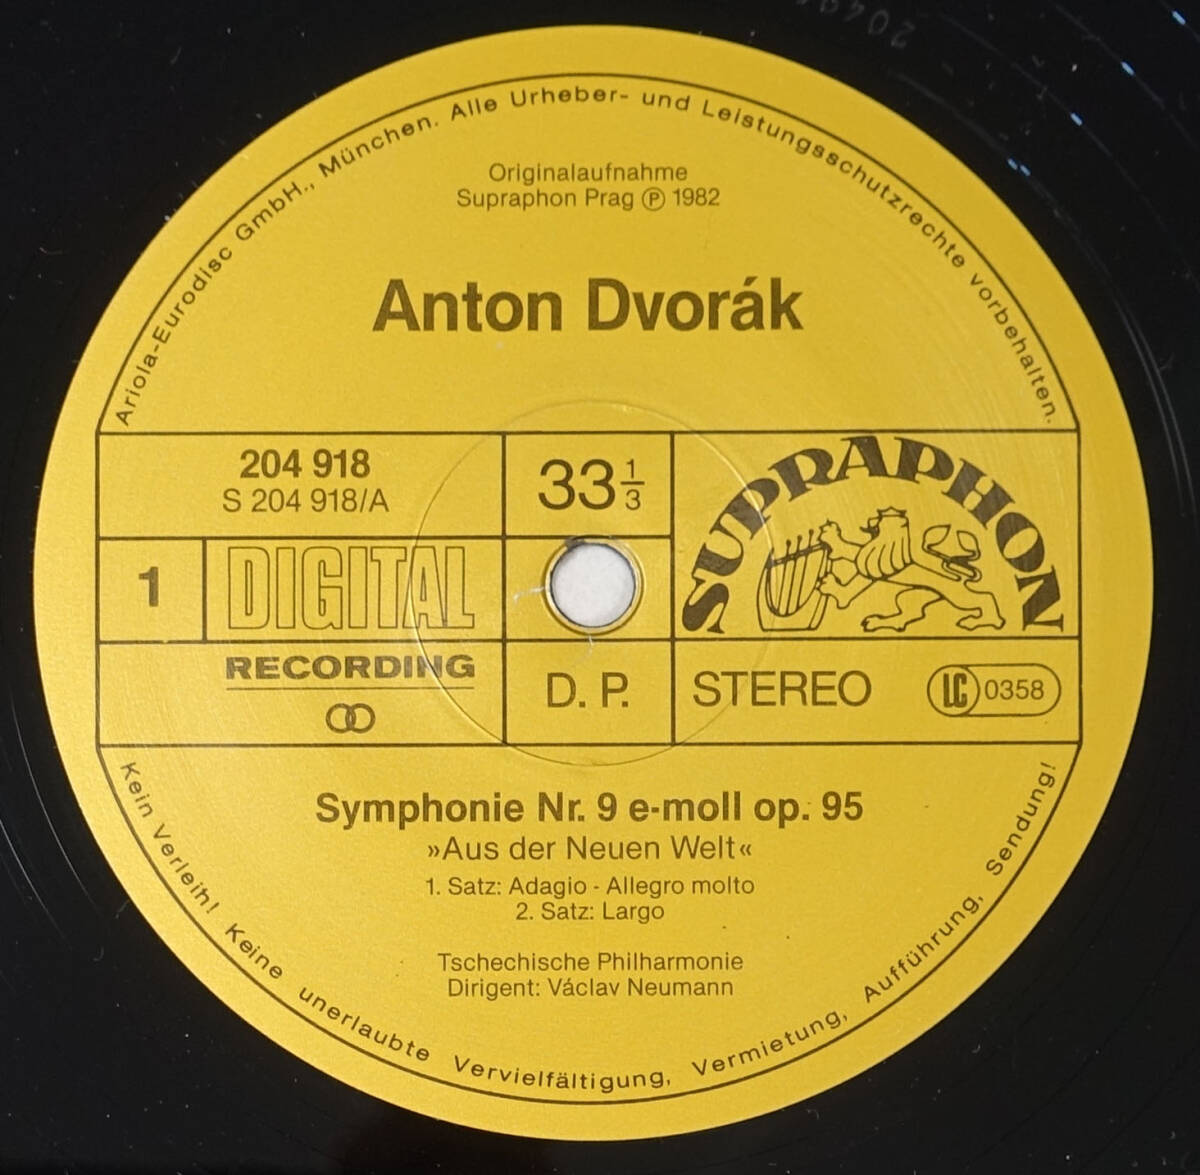 Ariola-Eurodisc GmbH., München. Alle Urheber- und Leistungsschutzrechte vorbehalten.
Originalaufnahme
Supraphon Prag ℗ 1982
Anton Dvorák
204 918
S 204 918/A
33 1/3
SUPRAPHON
1
DIGITAL
RECORDING
D. P.
STEREO
LC 0358
Symphonie Nr. 9 e-moll op. 95
»Aus der Neuen Welt«
1. Satz: Adagio - Allegro molto
2. Satz: Largo
Tschechische Philharmonie
Dirigent: Václav Neumann
Kein Verleih! Keine unerlaubte Vervielfältigung, Vermietung, Aufführung, Sendung!